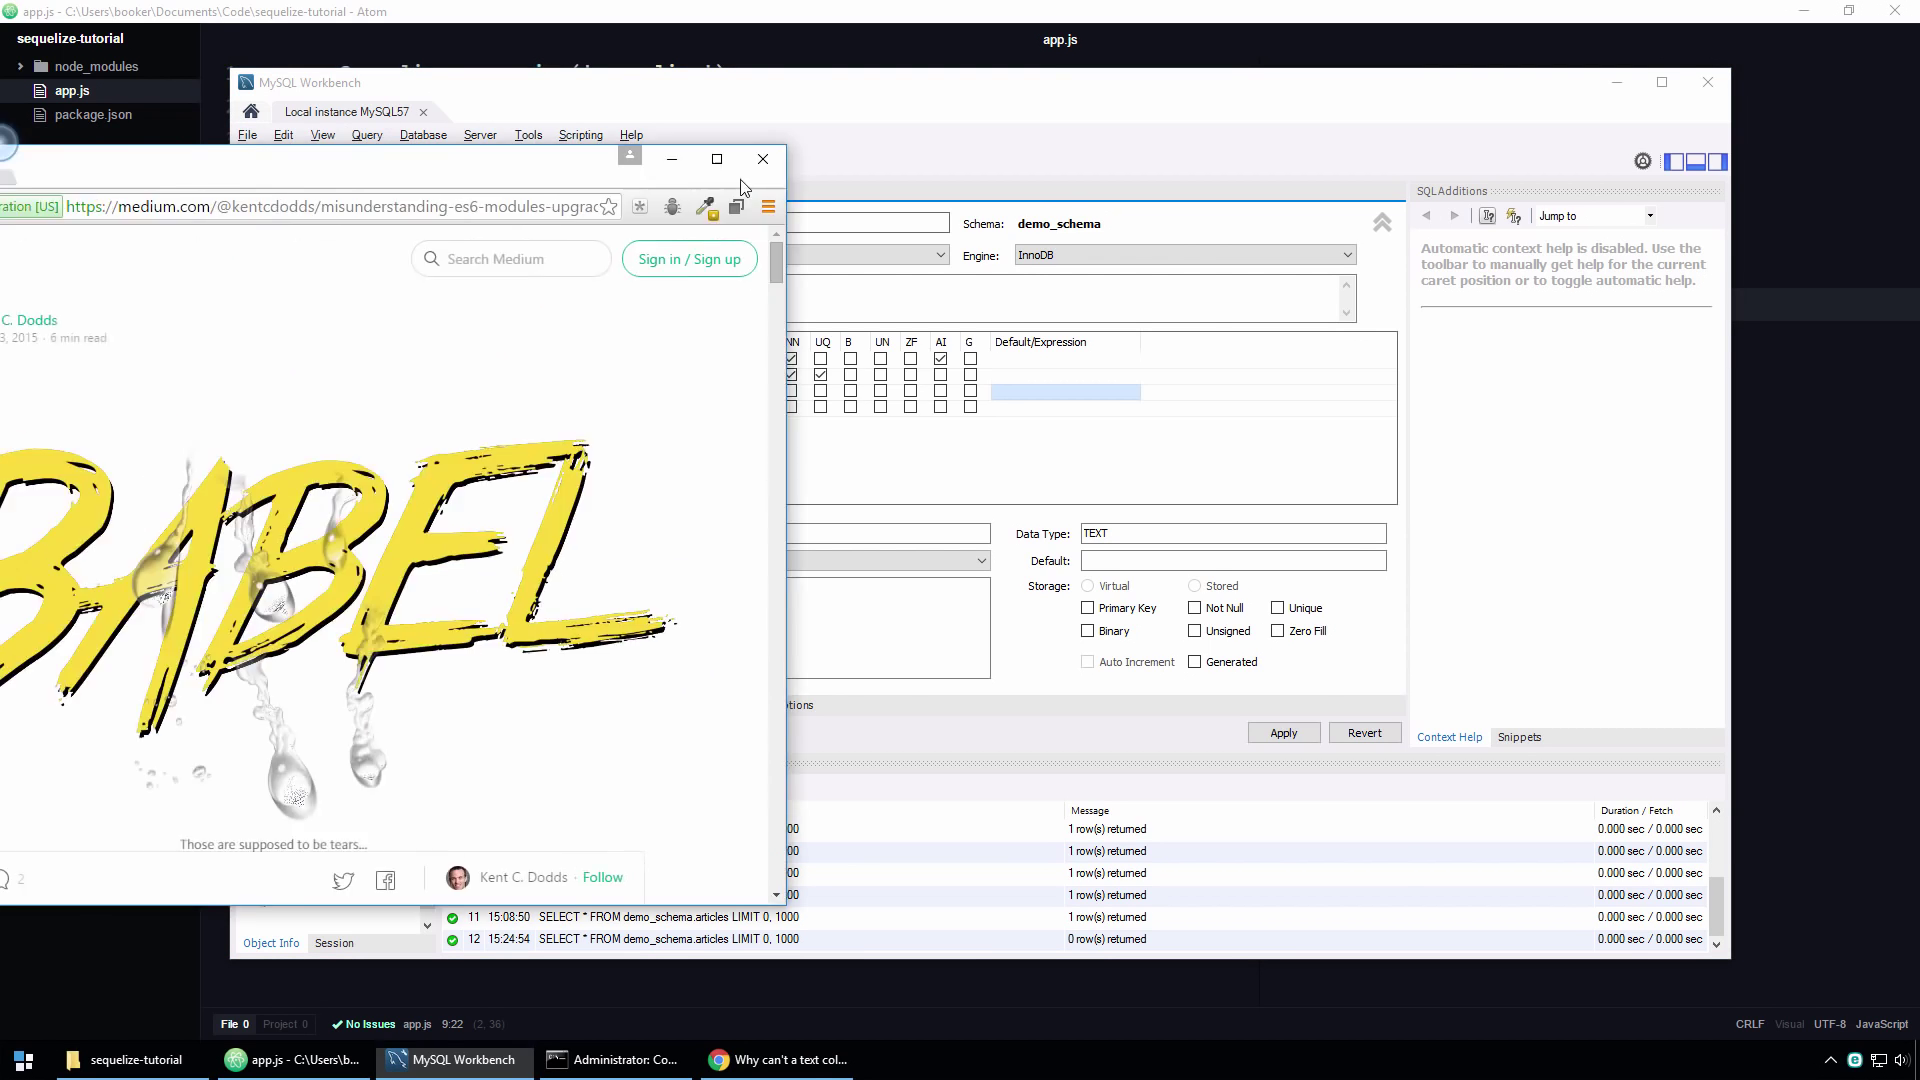 app.js - C:\Users\booker\Documents\Code\sequelize-tutorial - Atom
sequelize-tutorial
node_modules
app.js
package.json
app.js
MySQL Workbench
Local instance MySQL57
File Edit View Query Database Server Tools Scripting Help
ration [US] https://medium.com/@kentcdodds/misunderstanding-es6-modules-upgrad
Search Medium
Sign in / Sign up
C. Dodds
3, 2015 · 6 min read
BABEL
Those are supposed to be tears...
2
Kent C. Dodds · Follow
Schema: demo_schema
Engine: InnoDB
NN UQ B UN ZF AI G Default/Expression
Data Type: TEXT
Default:
Storage: Virtual Stored
Primary Key Not Null Unique
Binary Unsigned Zero Fill
Auto Increment Generated
ptions
Apply Revert
SQLAdditions
Jump to
Automatic context help is disabled. Use the
toolbar to manually get help for the current
caret position or to toggle automatic help.
Context Help Snippets
Message Duration / Fetch
00 1 row(s) returned 0.000 sec / 0.000 sec
00 1 row(s) returned 0.000 sec / 0.000 sec
00 1 row(s) returned 0.000 sec / 0.000 sec
00 1 row(s) returned 0.000 sec / 0.000 sec
11 15:08:50 SELECT * FROM demo_schema.articles LIMIT 0, 1000 1 row(s) returned 0.000 sec / 0.000 sec
12 15:24:54 SELECT * FROM demo_schema.articles LIMIT 0, 1000 0 row(s) returned 0.000 sec / 0.000 sec
Object Info Session
File 0 Project 0 No Issues app.js 9:22 (2, 36)
CRLF Visual UTF-8 JavaScript
sequelize-tutorial
app.js - C:\Users\b...
MySQL Workbench
Administrator: Co...
Why can't a text col...